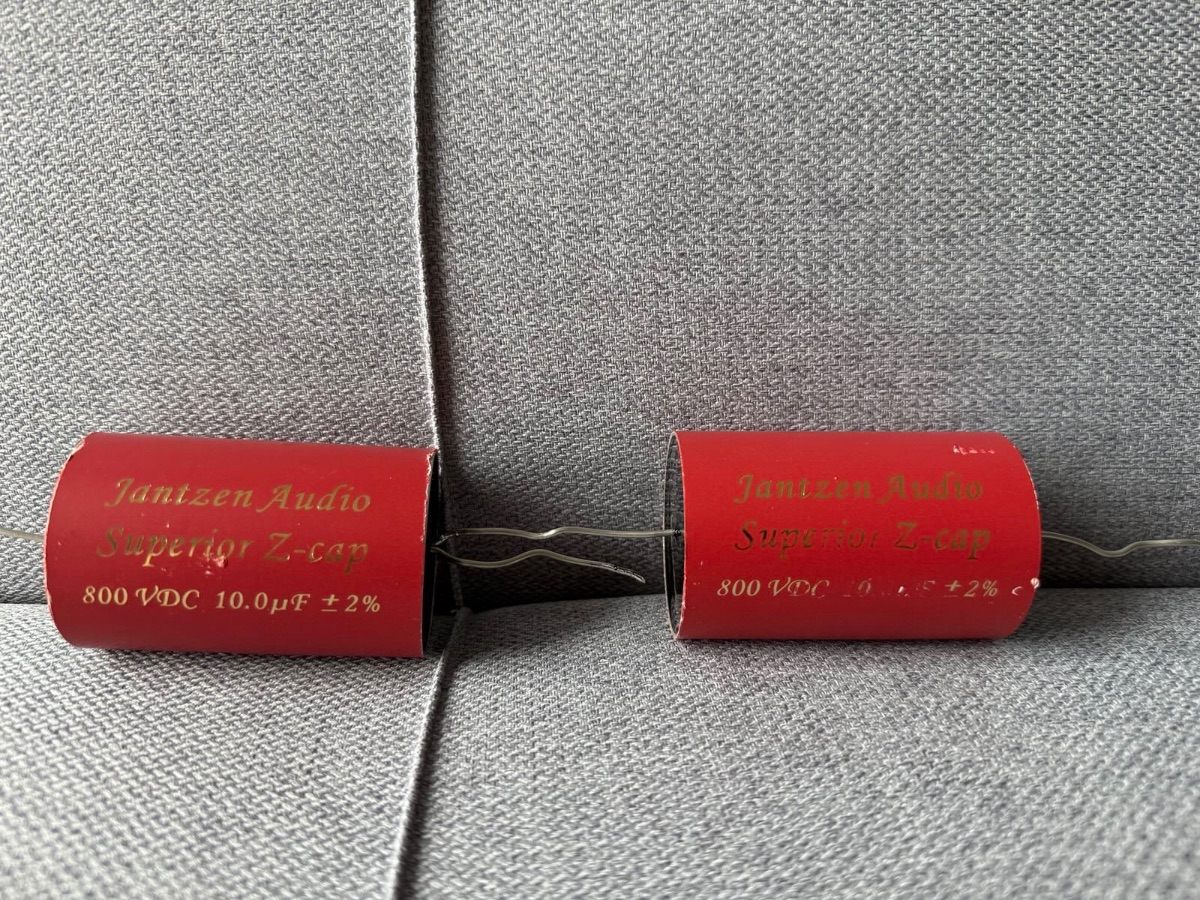 Jantzen Audio
Superior Z-cap
800 VDC 10.0µF ±2%
Jantzen Audio
Superior Z-cap
800 VDC ±2%